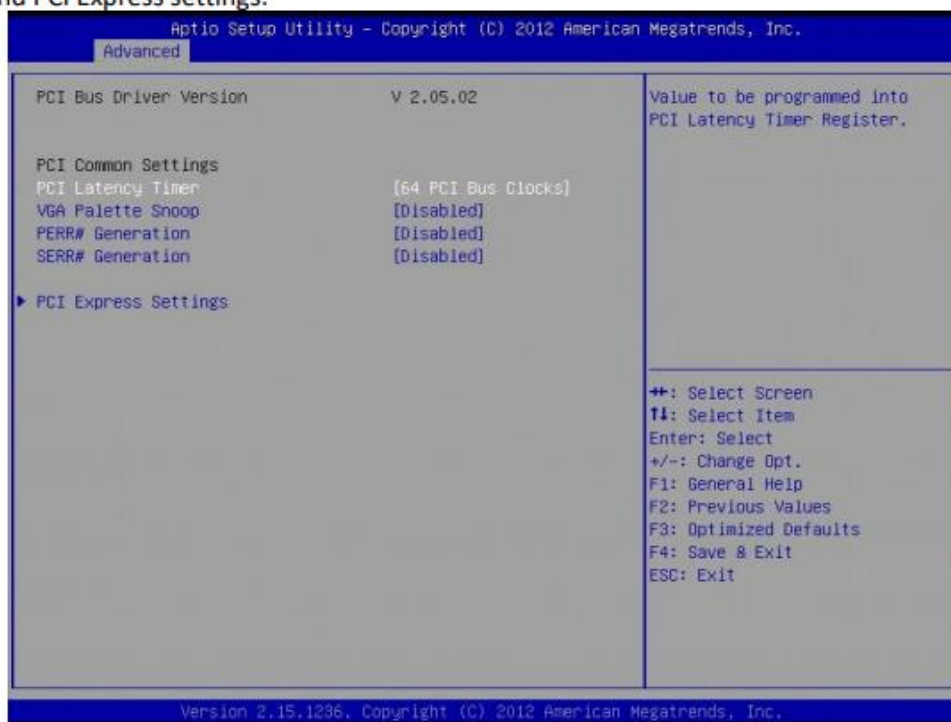 nd PCI Express settings.
Aptio Setup Utility – Copyright (C) 2012 American Megatrends, Inc.
Advanced
PCI Bus Driver Version V 2.05.02
PCI Common Settings
PCI Latency Timer [64 PCI Bus Clocks]
VGA Palette Snoop [Disabled]
PERR# Generation [Disabled]
SERR# Generation [Disabled]
▶ PCI Express Settings
Value to be programmed into
PCI Latency Timer Register.
→←: Select Screen
↑↓: Select Item
Enter: Select
+/-: Change Opt.
F1: General Help
F2: Previous Values
F3: Optimized Defaults
F4: Save & Exit
ESC: Exit
Version 2.15.1236. Copyright (C) 2012 American Megatrends, Inc.